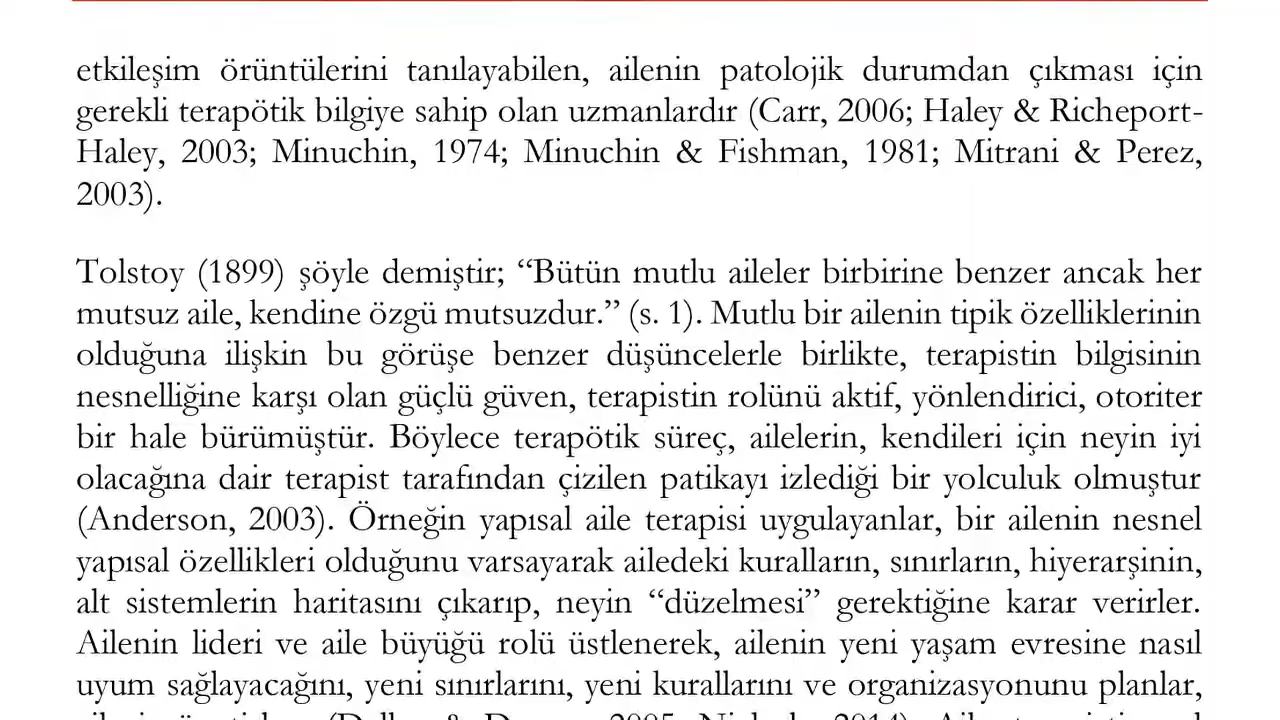 etkileşim örüntülerini tanılayabilen, ailenin patolojik durumdan çıkması için
gerekli terapötik bilgiye sahip olan uzmanlardır (Carr, 2006; Haley & Richeport-
Haley, 2003; Minuchin, 1974; Minuchin & Fishman, 1981; Mitrani & Perez,
2003).
Tolstoy (1899) şöyle demiştir; “Bütün mutlu aileler birbirine benzer ancak her
mutsuz aile, kendine özgü mutsuzdur.” (s. 1). Mutlu bir ailenin tipik özelliklerinin
olduğuna ilişkin bu görüşe benzer düşüncelerle birlikte, terapistin bilgisinin
nesnelliğine karşı olan güçlü güven, terapistin rolünü aktif, yönlendirici, otoriter
bir hale bürümüştür. Böylece terapötik süreç, ailelerin, kendileri için neyin iyi
olacağına dair terapist tarafından çizilen patikayı izlediği bir yolculuk olmuştur
(Anderson, 2003). Örneğin yapısal aile terapisi uygulayanlar, bir ailenin nesnel
yapısal özellikleri olduğunu varsayarak ailedeki kuralların, sınırların, hiyerarşinin,
alt sistemlerin haritasını çıkarıp, neyin “düzelmesi” gerektiğine karar verirler.
Ailenin lideri ve aile büyüğü rolü üstlenerek, ailenin yeni yaşam evresine nasıl
uyum sağlayacağını, yeni sınırlarını, yeni kurallarını ve organizasyonunu planlar,